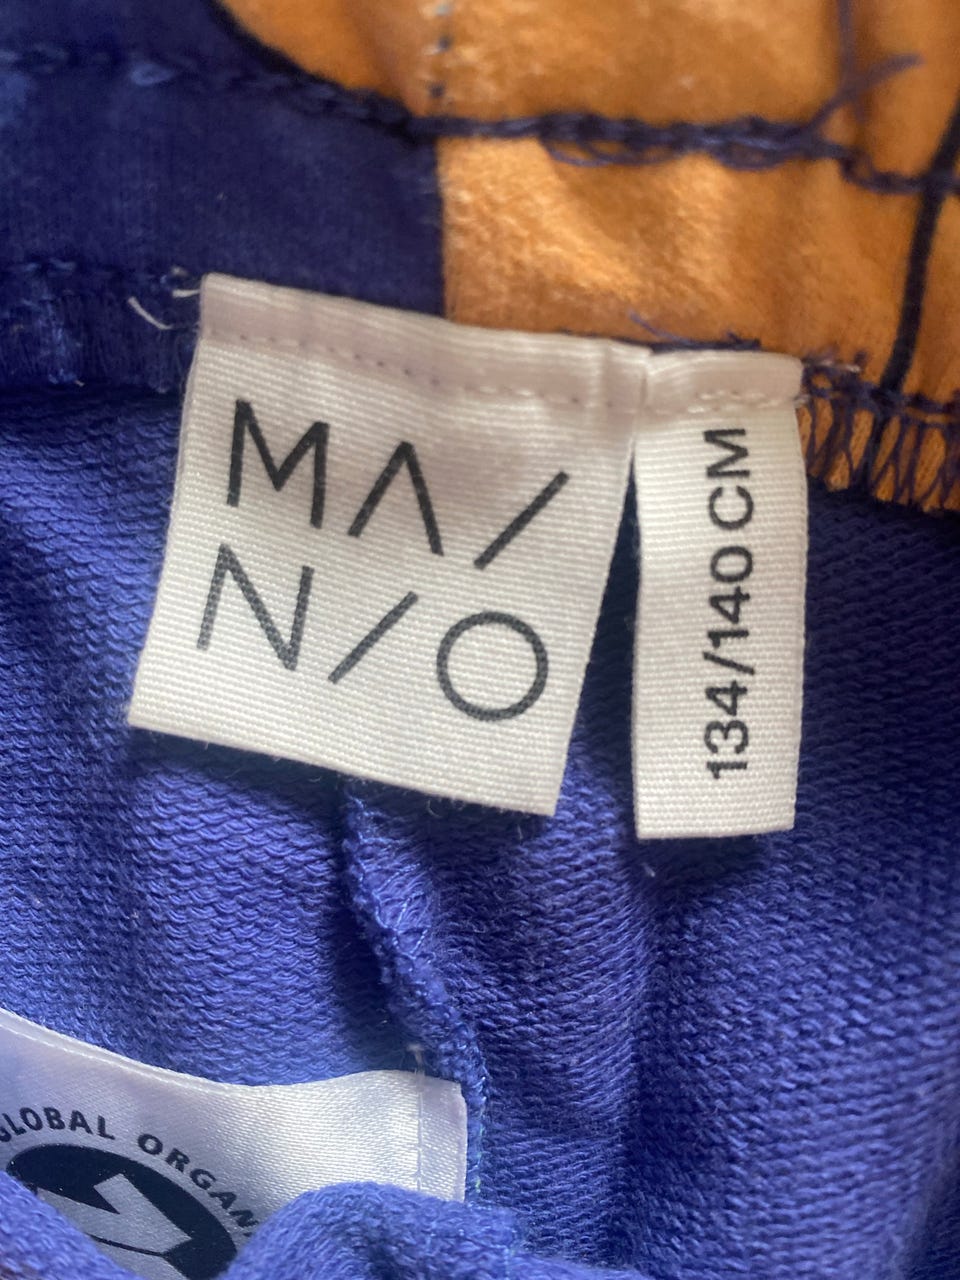 MA/
N/O
134/140 CM
GLOBAL ORGAN